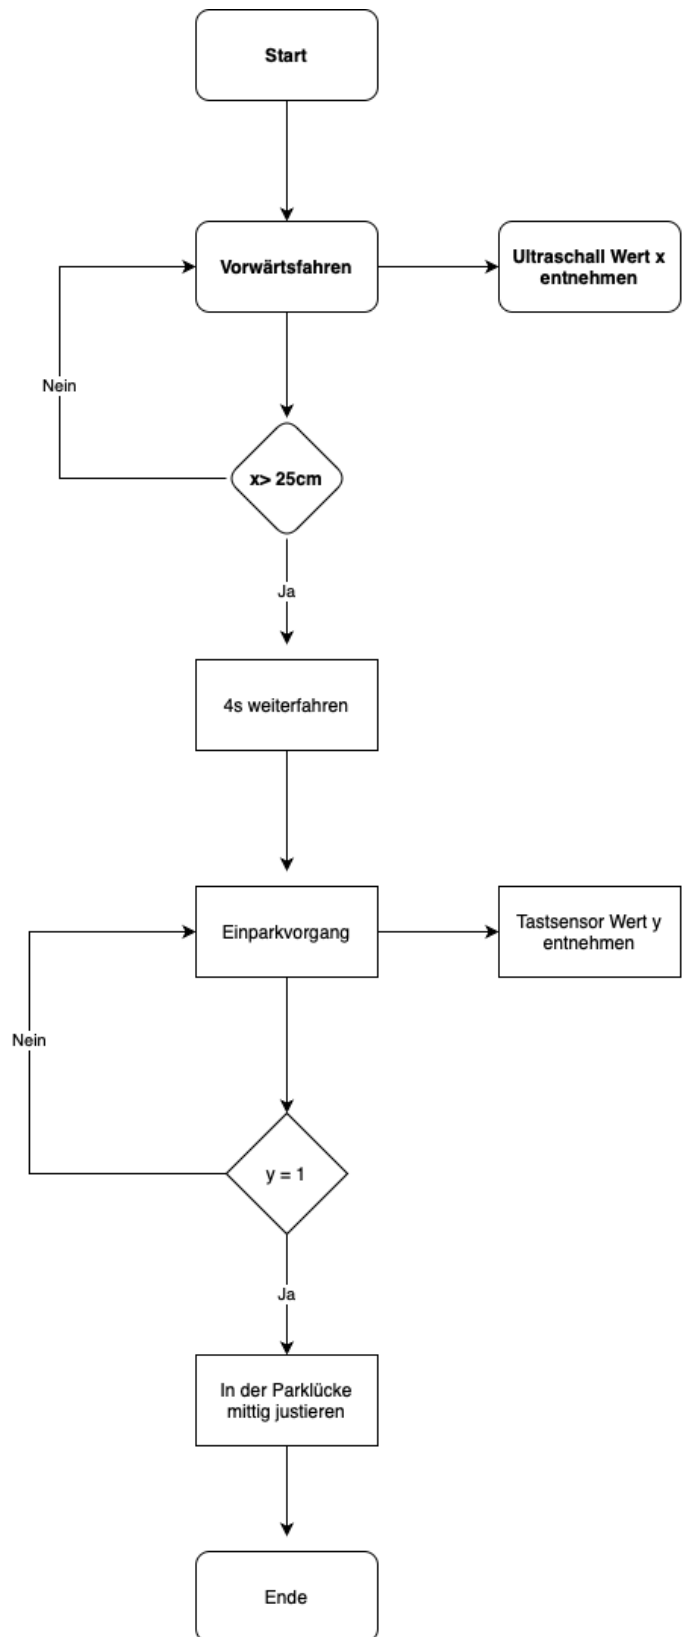 Start
Vorwärtsfahren
Ultraschall Wert x
entnehmen
Nein
x> 25cm
Ja
4s weiterfahren
Einparkvorgang
Tastsensor Wert y
entnehmen
Nein
y = 1
Ja
In der Parklücke
mittig justieren
Ende